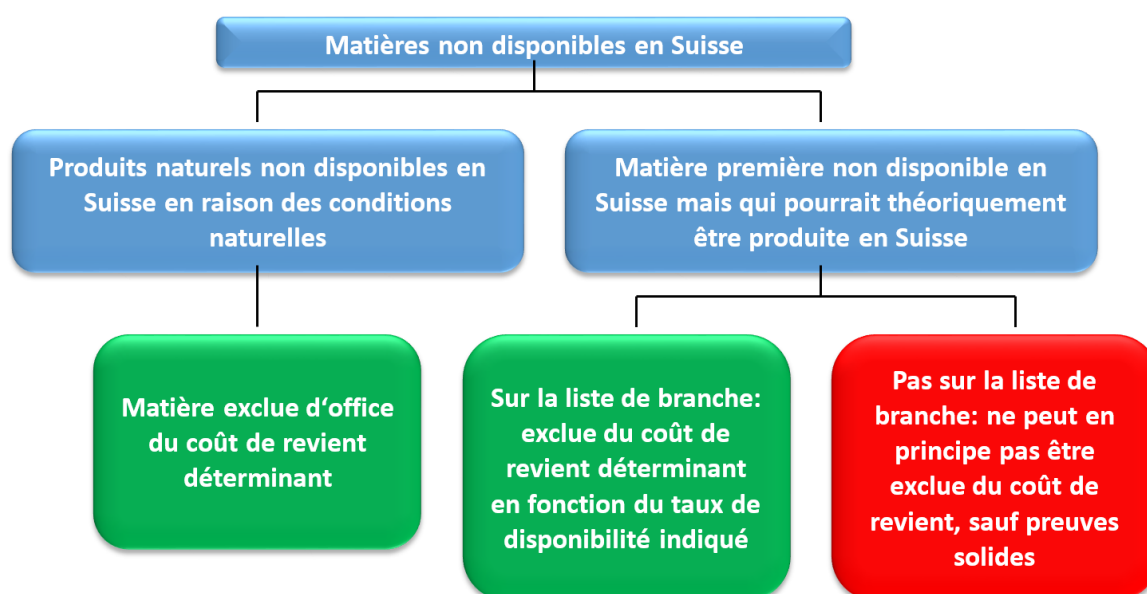 Matières non disponibles en Suisse
Produits naturels non disponibles en
Suisse en raison des conditions
naturelles
Matière première non disponible en
Suisse mais qui pourrait théoriquement
être produite en Suisse
Matière exclue d‘office
du coût de revient
déterminant
Sur la liste de branche:
exclue du coût de
revient déterminant
en fonction du taux de
disponibilité indiqué
Pas sur la liste de
branche: ne peut en
principe pas être
exclue du coût de
revient, sauf preuves
solides